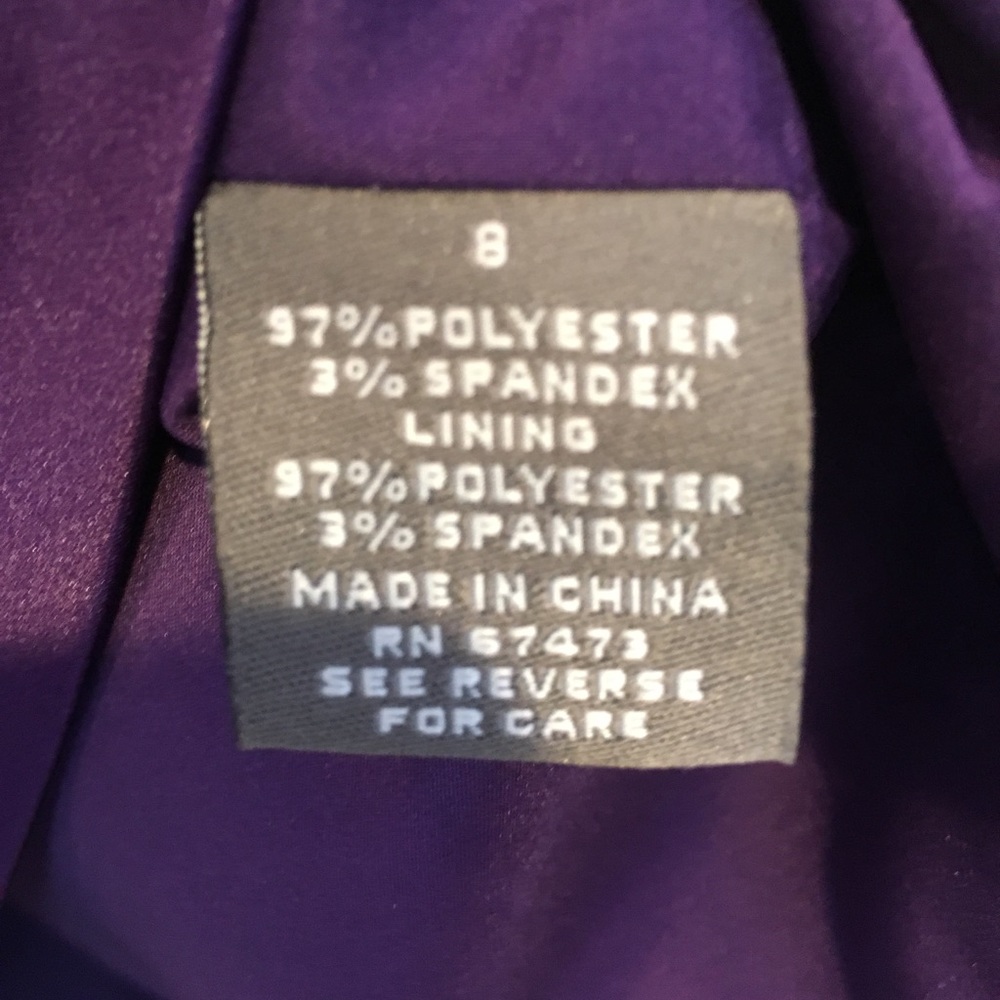 8
97% POLYESTER
3% SPANDEX
LINING
97% POLYESTER
3% SPANDEX
MADE IN CHINA
RN 67473
SEE REVERSE
FOR CARE